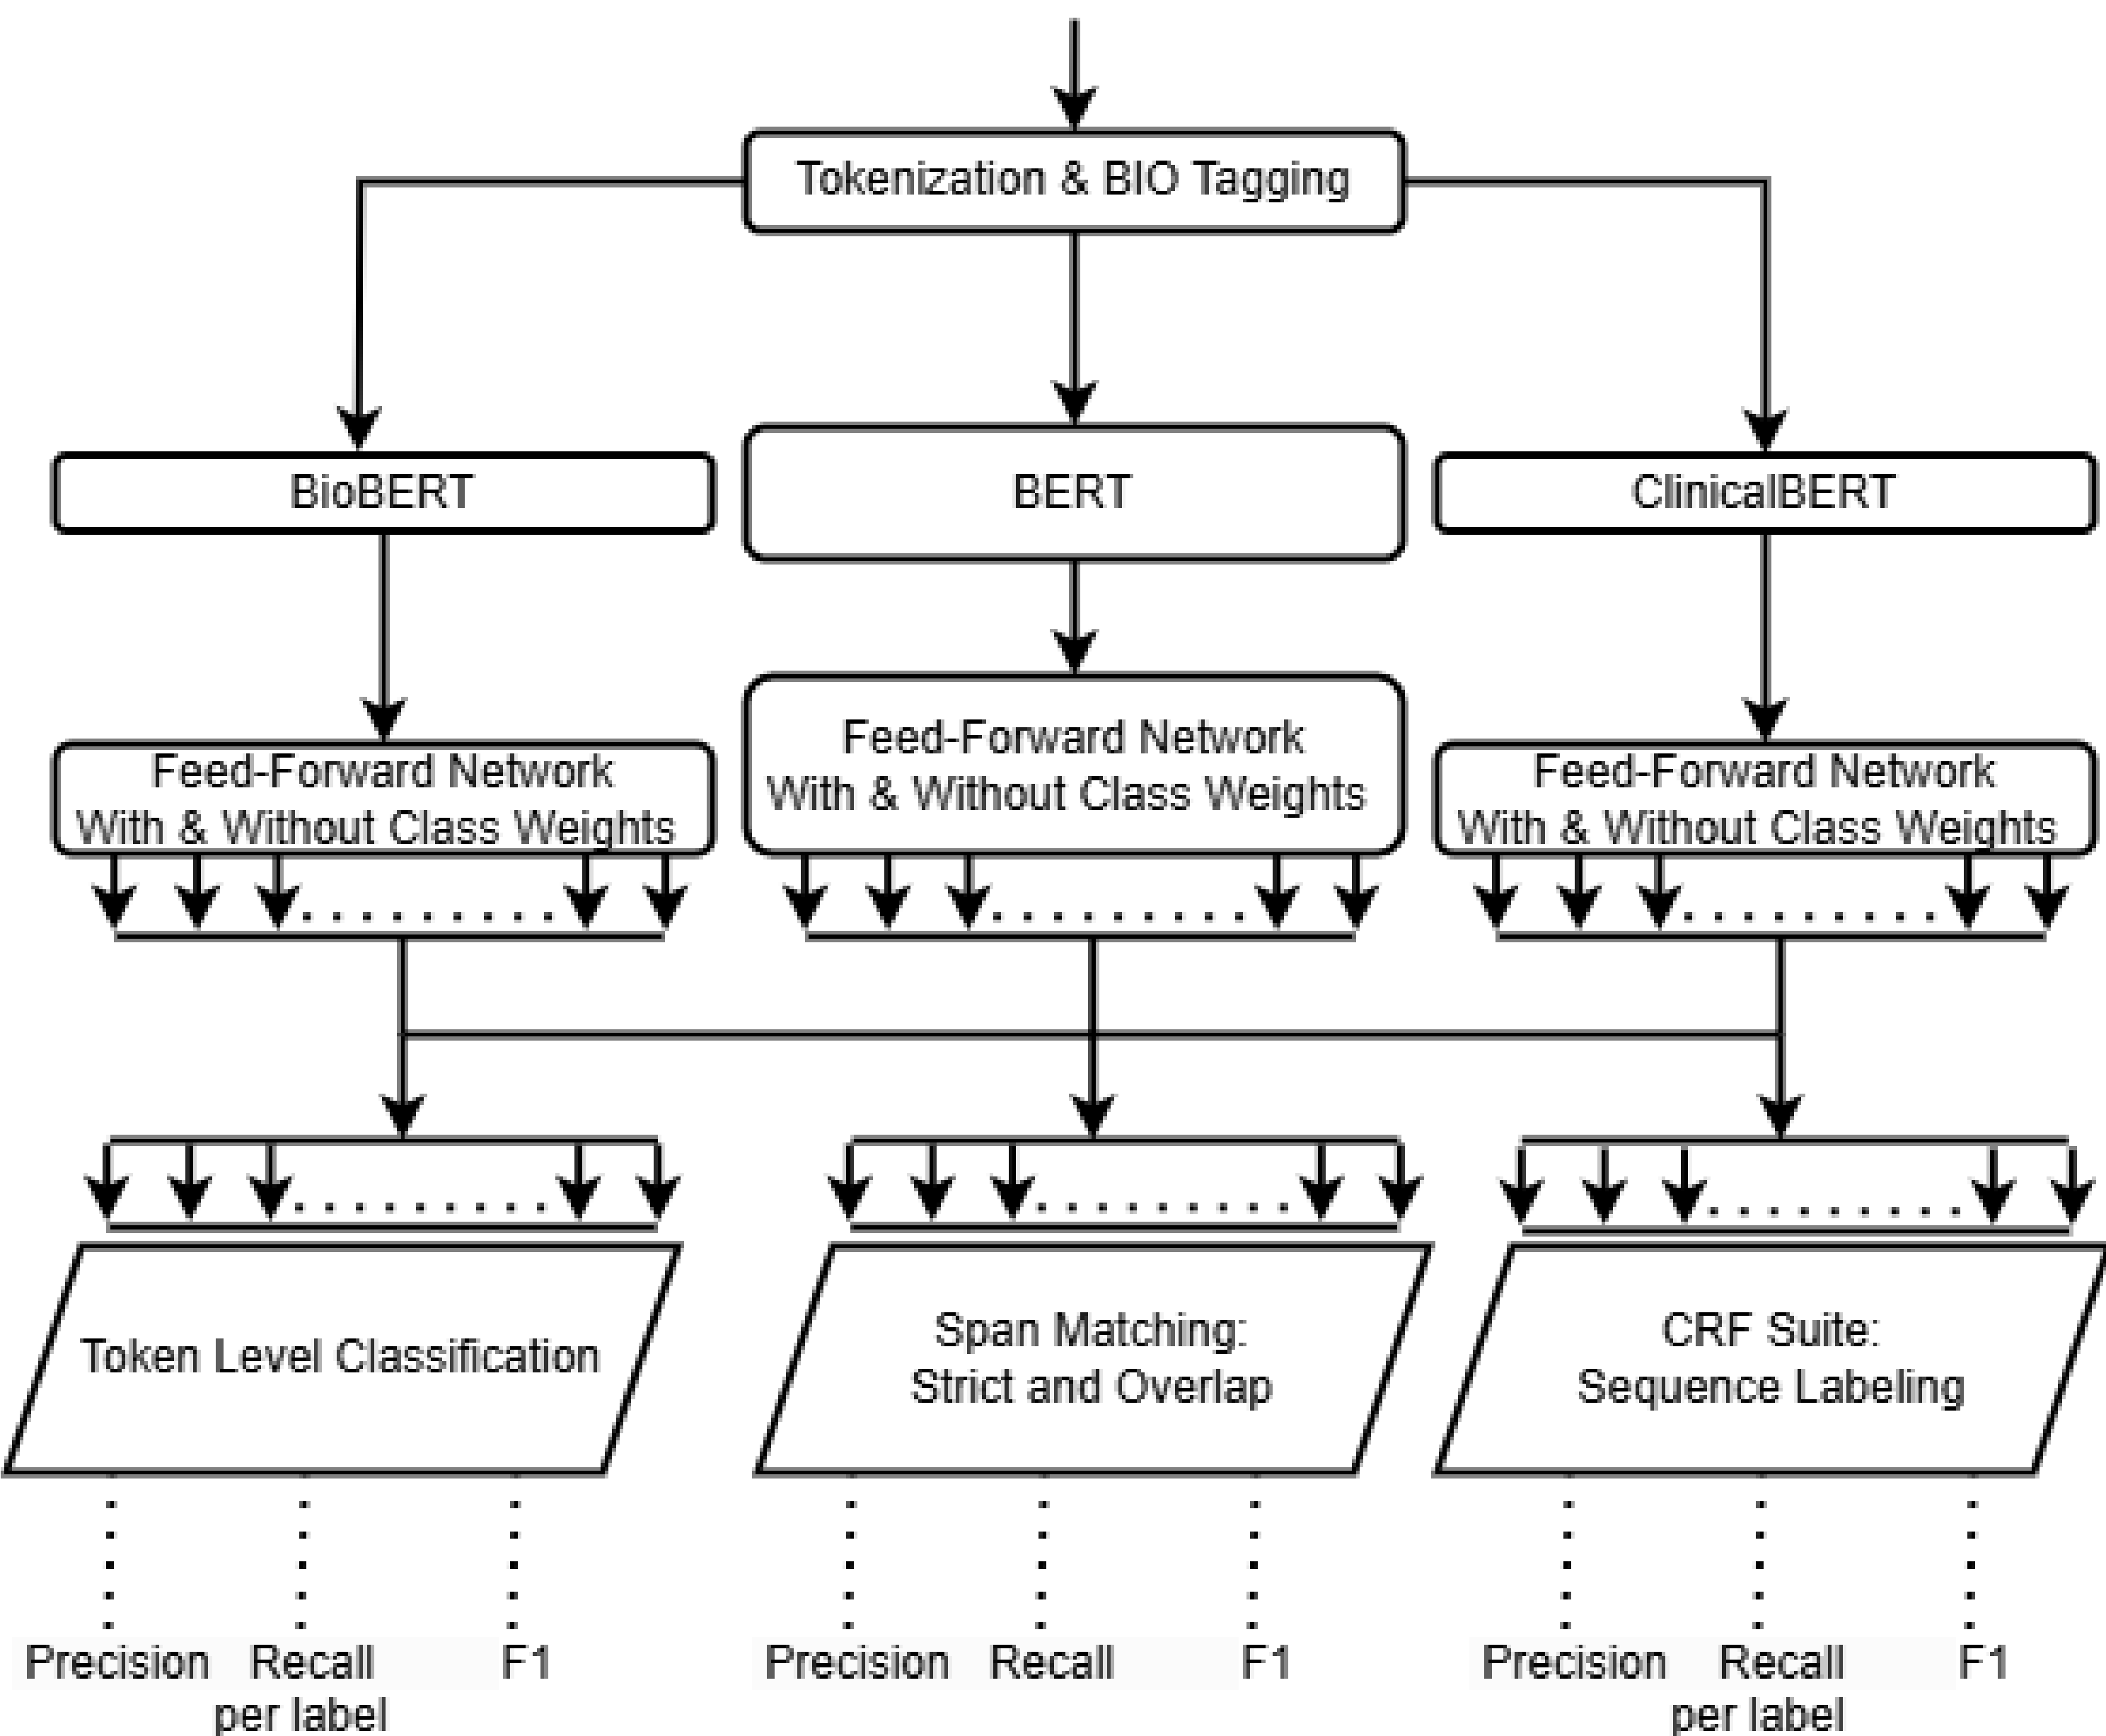 Tokenization & BIO Tagging
BioBERT
BERT
ClinicalBERT
Feed-Forward Network
With & Without Class Weights
Feed-Forward Network
With & Without Class Weights
Feed-Forward Network
With & Without Class Weights
Token Level Classification
Span Matching:
Strict and Overlap
CRF Suite:
Sequence Labeling
Precision Recall F1
per label
Precision Recall F1
Precision Recall F1
per label